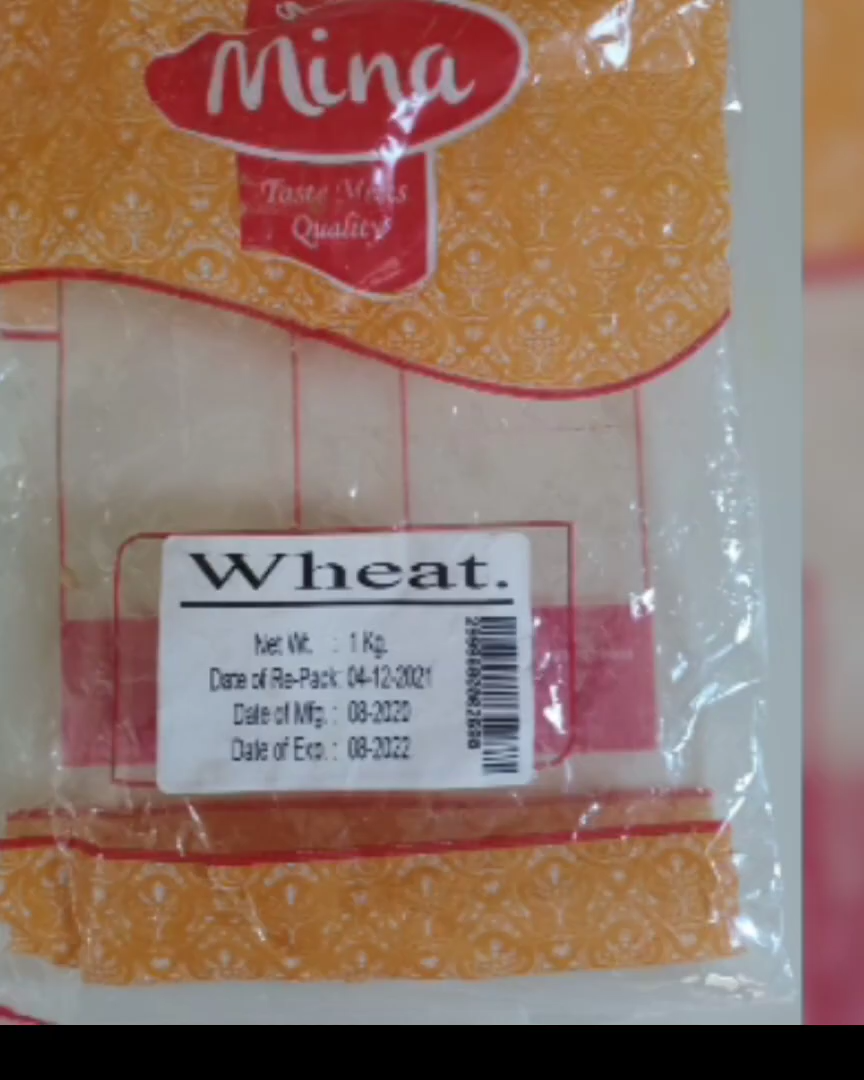 Mina
Taste Meets
Quality
Wheat.
Net Wt. : 1 Kg.
Date of Re-Pack: 04-12-2021
Date of Mfg. : 08-2020
Date of Exp. : 08-2022